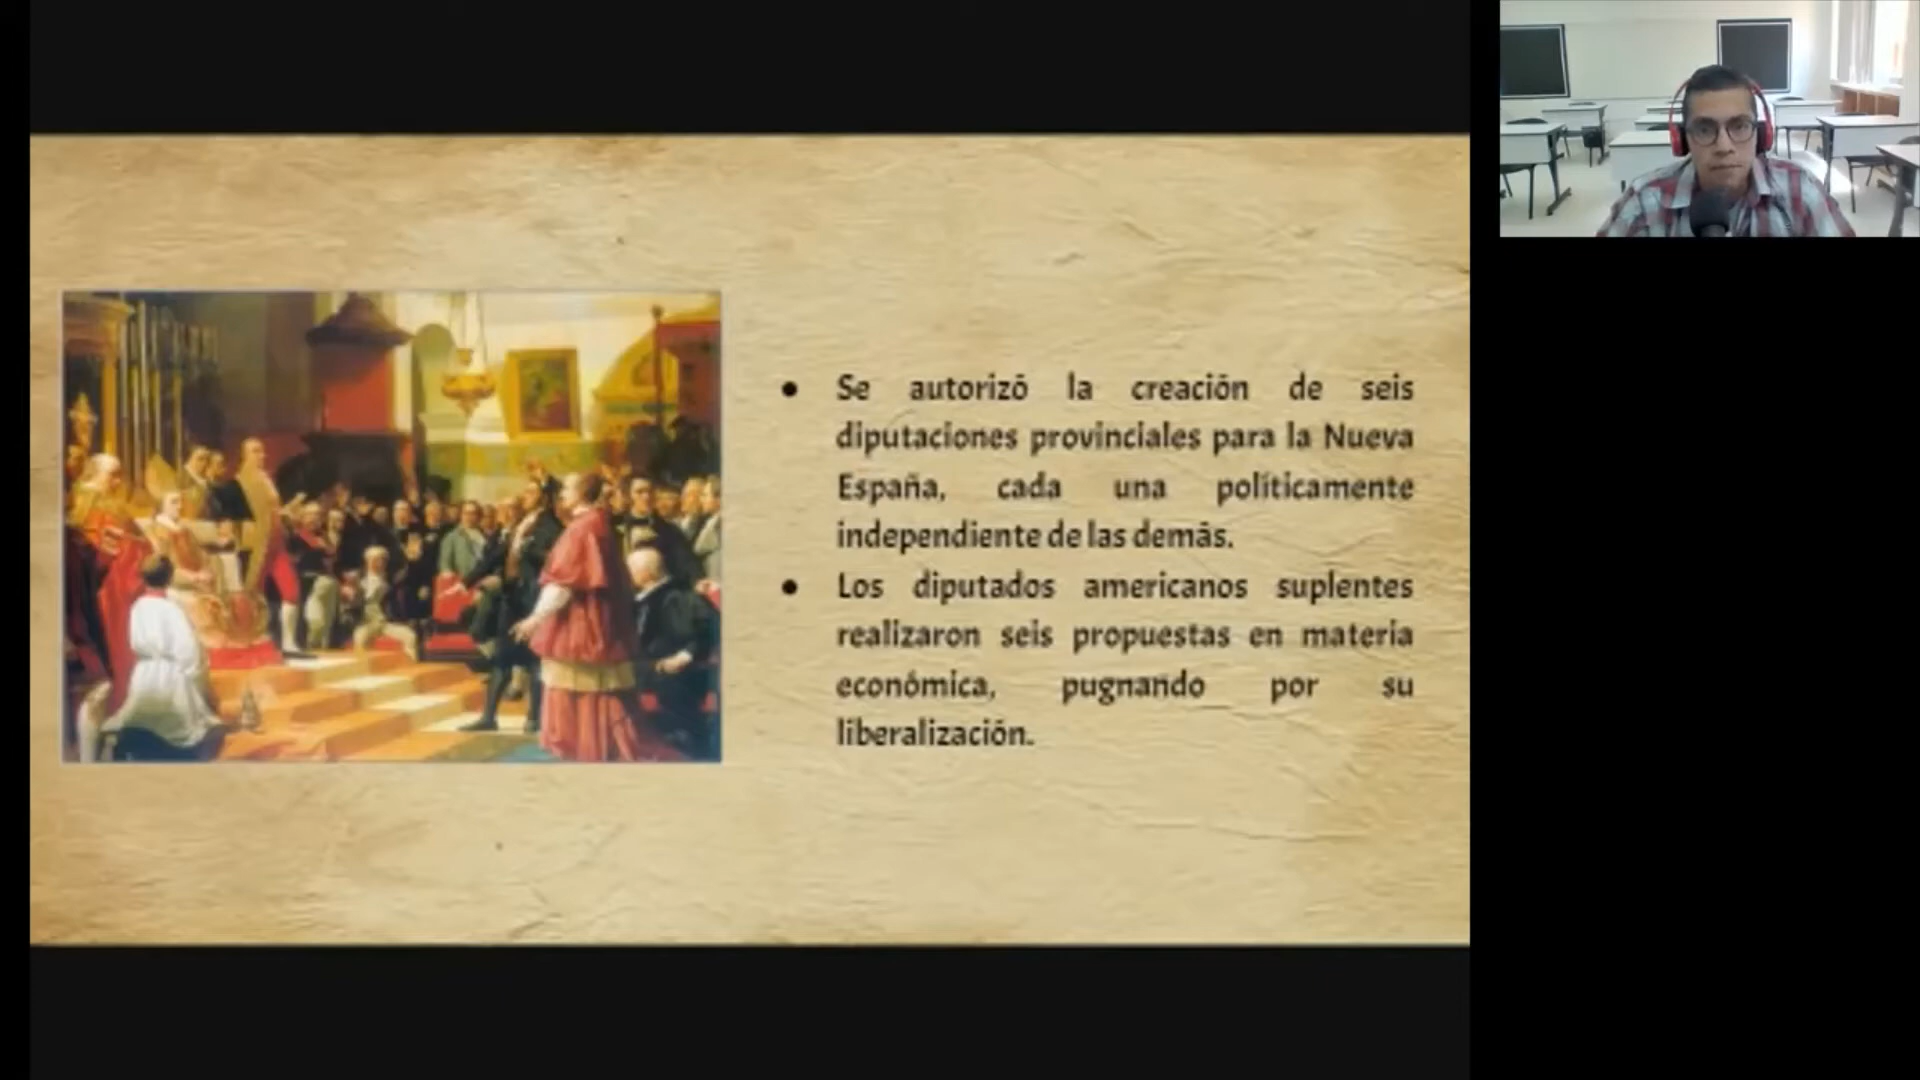 Se autorizó la creación de seis
diputaciones provinciales para la Nueva
España, cada una políticamente
independiente de las demás.
Los diputados americanos suplentes
realizaron seis propuestas en materia
económica, pugnando por su
liberalización.